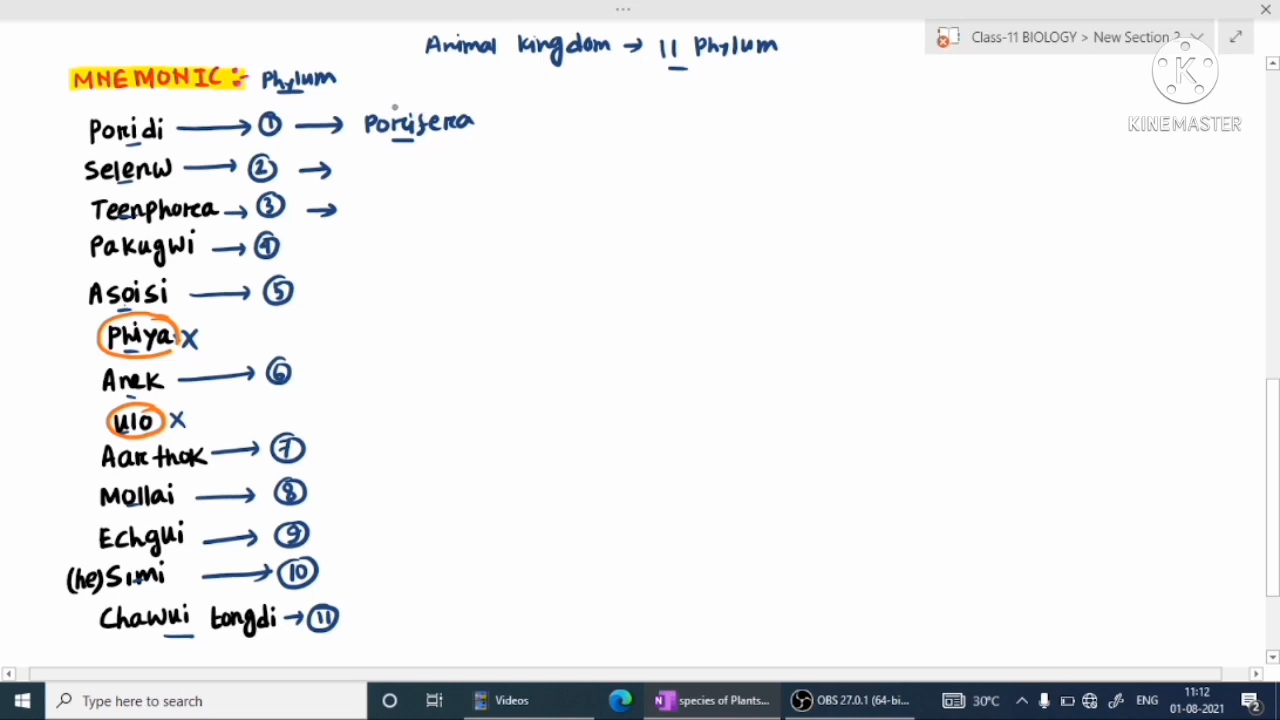 Class-11 BIOLOGY > New Section 2
Animal kingdom → 11 Phylum
MNEMONIC:- Phylum
KINEMASTER
Poridi → 1 → Porifera
Selenw → 2 →
Teenphorea → 3 →
Pakugwi → 4
Asoisi → 5
Phiya x
Anek → 6
Ulo x
Aarthok → 7
Mollai → 8
Echgui → 9
(he)Simi → 10
Chawui tongdi → 11
Type here to search
Videos
species of Plants...
OBS 27.0.1 (64-bi...
30°C
ENG
11:12
01-08-2021
2